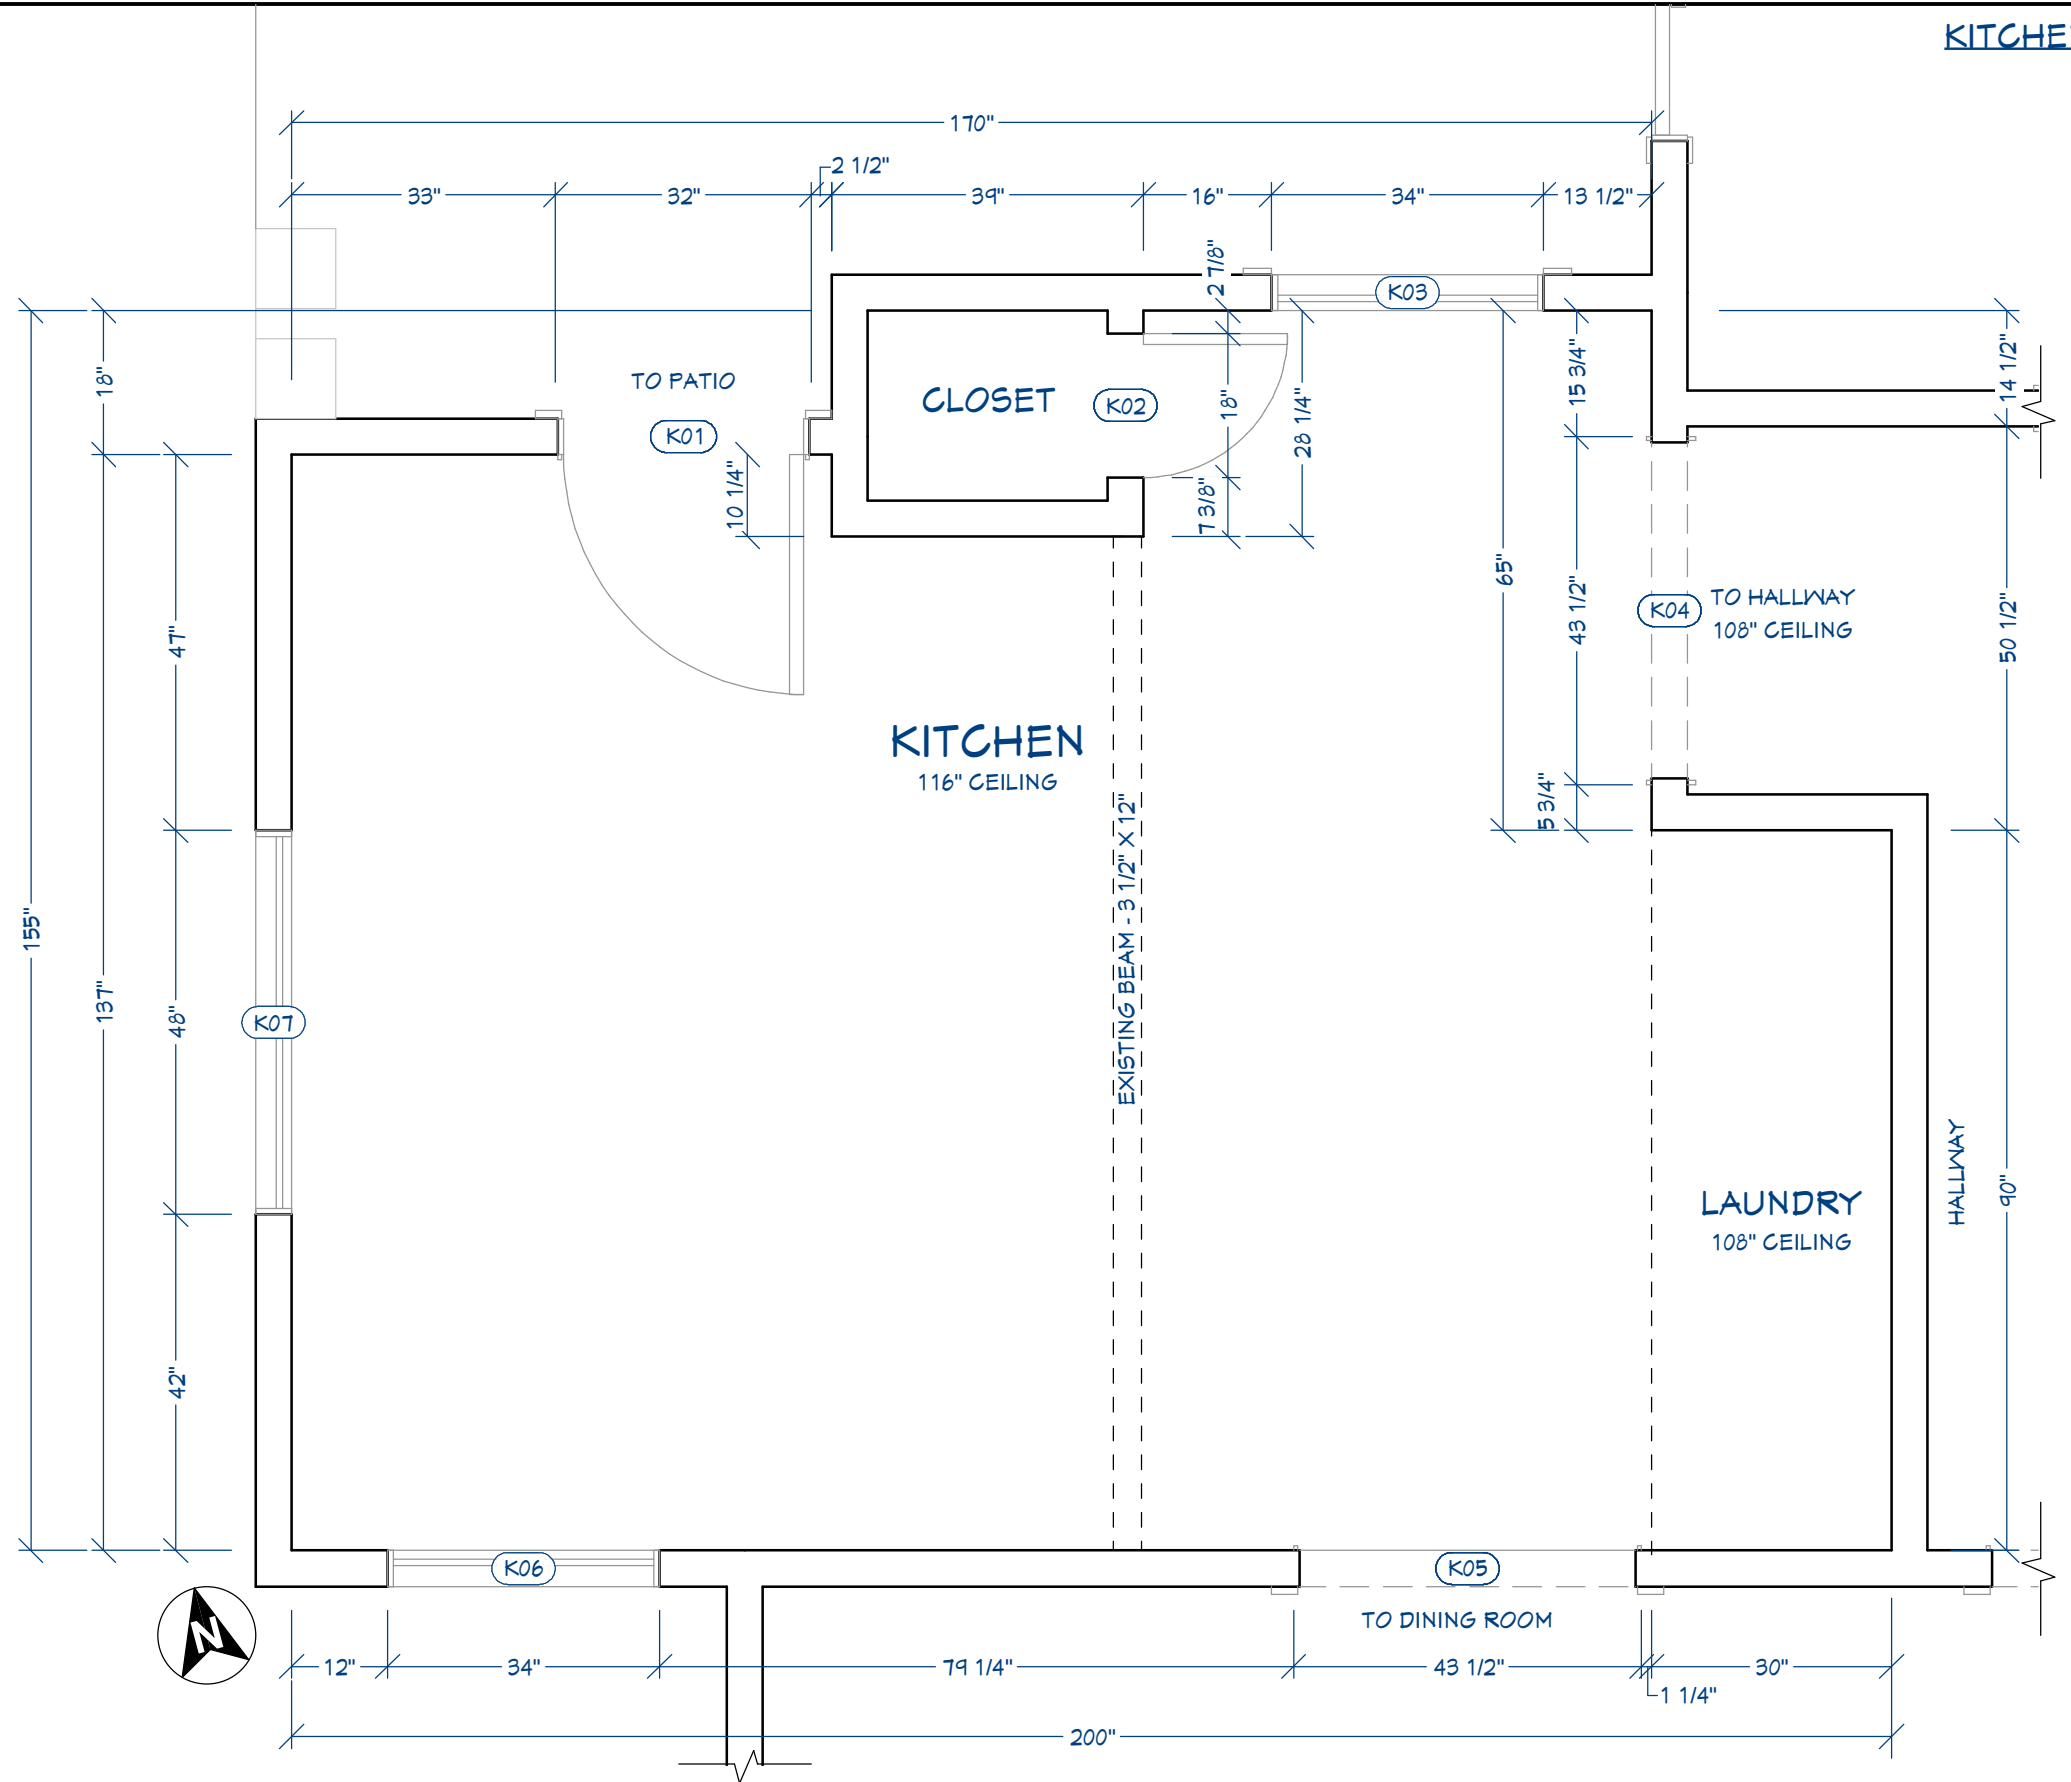 KITCHE
170"
2 1/2"
33"
32"
39"
16"
34"
13 1/2"
2 7/8"
K03
18"
TO PATIO
K01
CLOSET
K02
18"
28 1/4"
15 3/4"
14 1/2"
10 1/4"
7 3/8"
65"
43 1/2"
K04
TO HALLWAY
108" CEILING
50 1/2"
47"
KITCHEN
116" CEILING
5 3/4"
EXISTING BEAM - 3 1/2" X 12"
155"
137"
48"
K07
HALLWAY
90"
LAUNDRY
108" CEILING
42"
K06
K05
N
TO DINING ROOM
12"
34"
79 1/4"
43 1/2"
30"
1 1/4"
200"